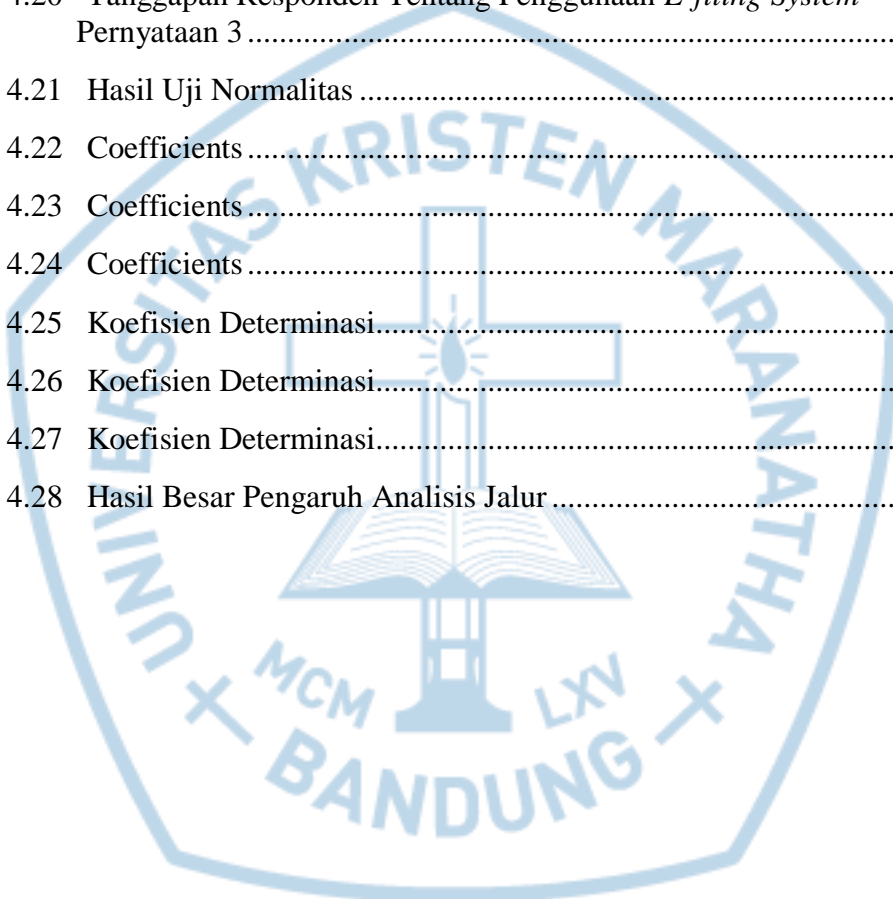 4.20 Tanggapan Responden Tentang Penggunaan E-filing System
Pernyataan 3 ........................................................................
4.21 Hasil Uji Normalitas ........................................................................
4.22 Coefficients ........................................................................
4.23 Coefficients ........................................................................
4.24 Coefficients ........................................................................
4.25 Koefisien Determinasi ........................................................................
4.26 Koefisien Determinasi ........................................................................
4.27 Koefisien Determinasi ........................................................................
4.28 Hasil Besar Pengaruh Analisis Jalur ........................................................................
UNIVERSITAS KRISTEN MARANATHA
MCM LXV
BANDUNG